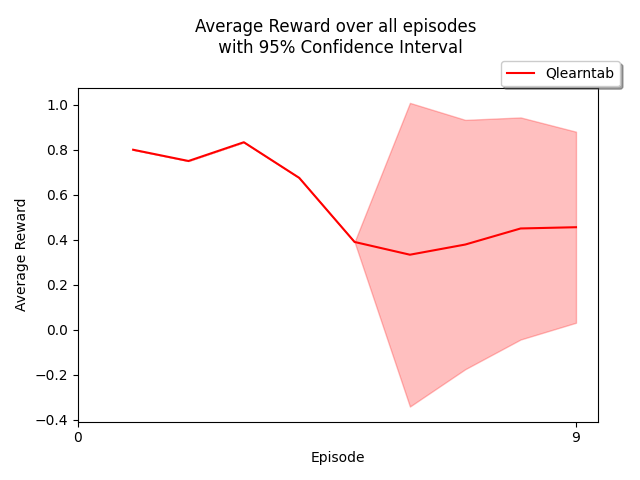 Average Reward over all episodes
with 95% Confidence Interval
Qlearntab
1.0
0.8
0.6
0.4
0.2
0.0
−0.2
−0.4
Average Reward
0
9
Episode